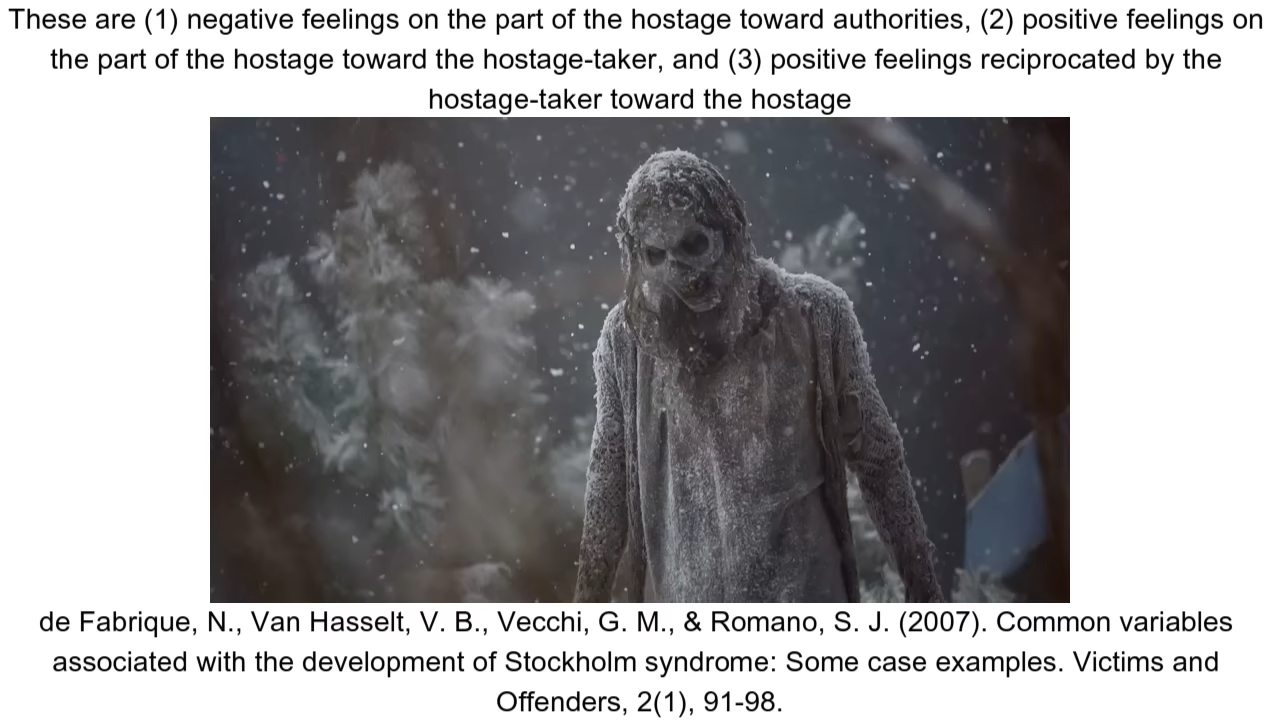 These are (1) negative feelings on the part of the hostage toward authorities, (2) positive feelings on
the part of the hostage toward the hostage-taker, and (3) positive feelings reciprocated by the
hostage-taker toward the hostage
de Fabrique, N., Van Hasselt, V. B., Vecchi, G. M., & Romano, S. J. (2007). Common variables
associated with the development of Stockholm syndrome: Some case examples. Victims and
Offenders, 2(1), 91-98.